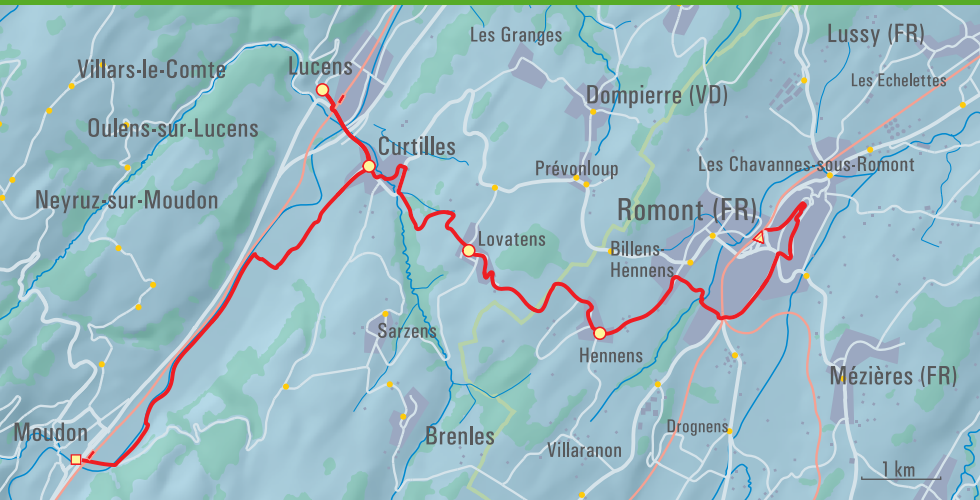 Les Granges
Lussy (FR)
Villars-le-Comte
Lucens
Les Echelettes
Dompierre (VD)
Oulens-sur-Lucens
Curtilles
Prévonloup
Les Chavannes-sous-Romont
Neyruz-sur-Moudon
Romont (FR)
Lovatens
Billens-
Hennens
Sarzens
Hennens
Mézières (FR)
Moudon
Brenles
Drognens
Villaranon
1 km